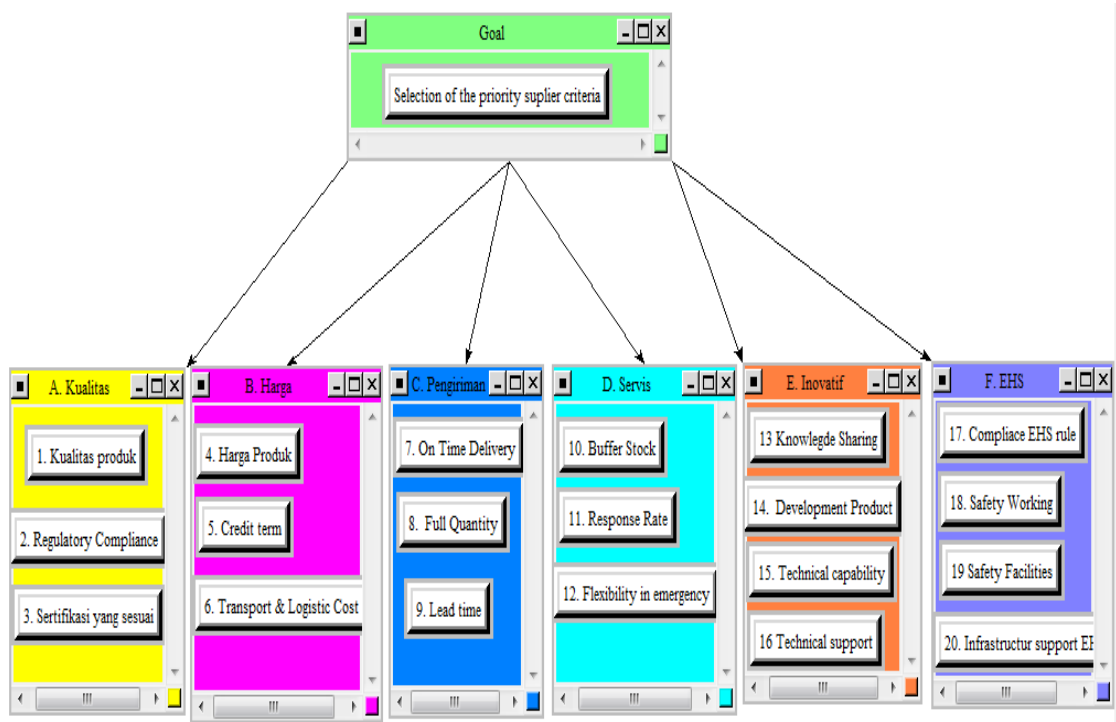 Goal
Selection of the priority suplier criteria
A. Kualitas
1. Kualitas produk
2. Regulatory Compliance
3. Sertifikasi yang sesuai
B. Harga
4. Harga Produk
5. Credit term
6. Transport & Logistic Cost
C. Pengiriman
7. On Time Delivery
8. Full Quantity
9. Lead time
D. Servis
10. Buffer Stock
11. Response Rate
12. Flexibility in emergency
E. Inovatif
13 Knowlegde Sharing
14. Development Product
15. Technical capability
16 Technical support
F. EHS
17. Compliace EHS rule
18. Safety Working
19 Safety Facilities
20. Infrastructur support